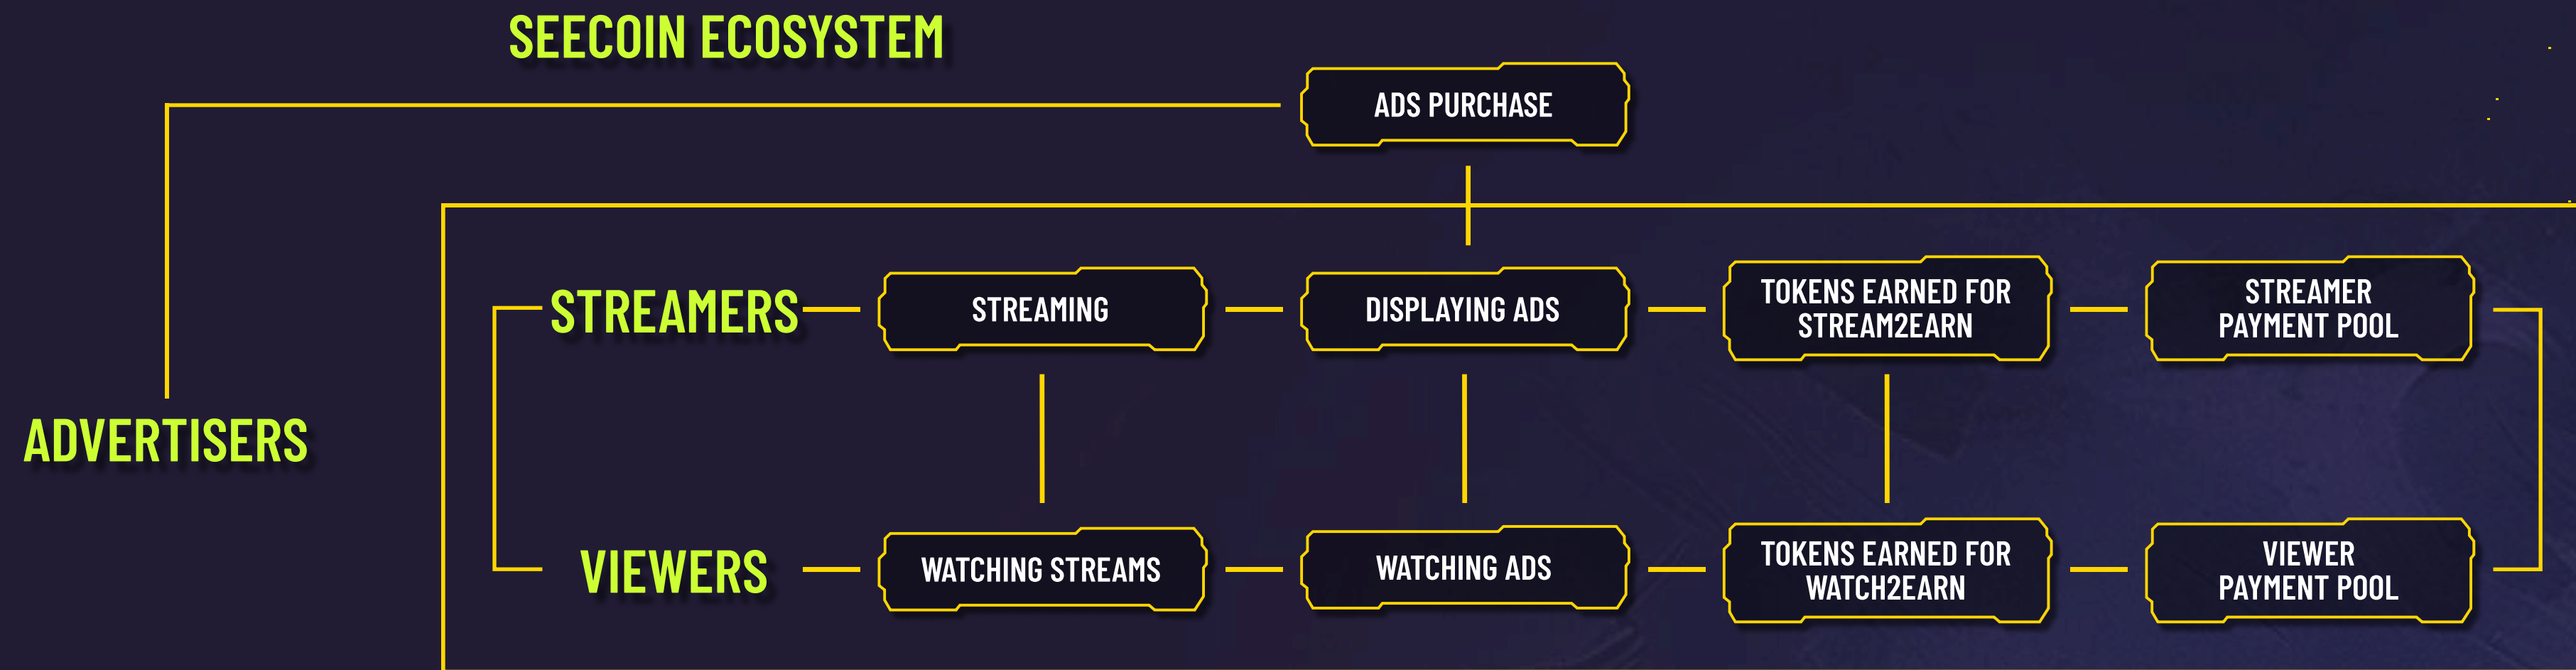 SEECOIN ECOSYSTEM
ADS PURCHASE
ADVERTISERS
STREAMERS
STREAMING
DISPLAYING ADS
TOKENS EARNED FOR
STREAM2EARN
STREAMER
PAYMENT POOL
VIEWERS
WATCHING STREAMS
WATCHING ADS
TOKENS EARNED FOR
WATCH2EARN
VIEWER
PAYMENT POOL